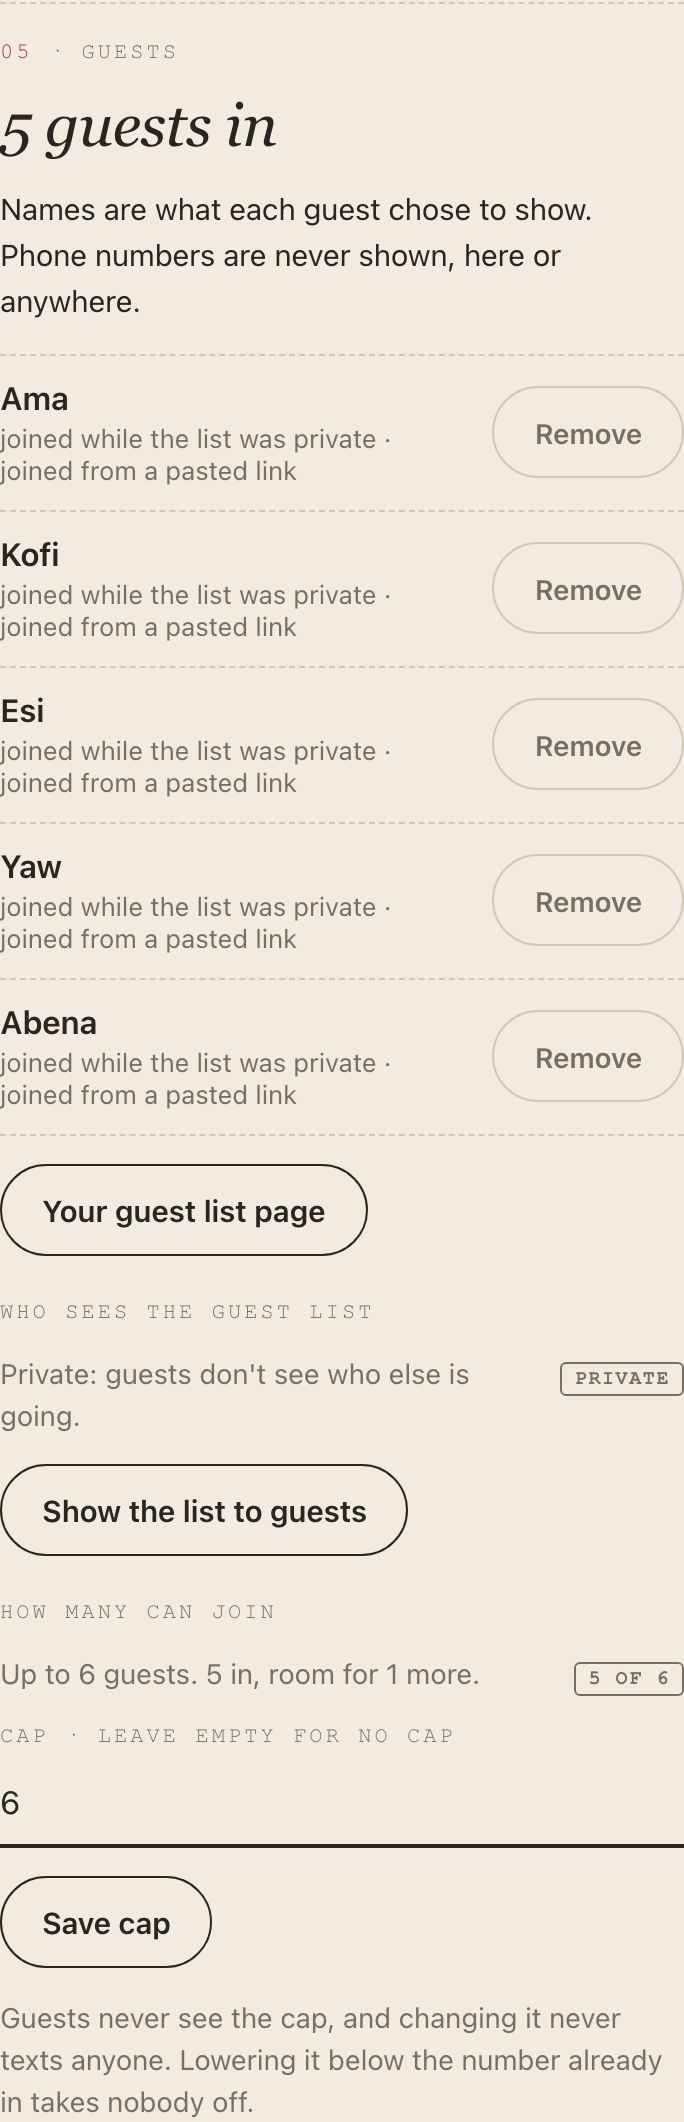 05 · GUESTS
5 guests in
Names are what each guest chose to show.
Phone numbers are never shown, here or
anywhere.
Ama
joined while the list was private ·
joined from a pasted link
Remove
Kofi
joined while the list was private ·
joined from a pasted link
Remove
Esi
joined while the list was private ·
joined from a pasted link
Remove
Yaw
joined while the list was private ·
joined from a pasted link
Remove
Abena
joined while the list was private ·
joined from a pasted link
Remove
Your guest list page
WHO SEES THE GUEST LIST
Private: guests don't see who else is
going.
PRIVATE
Show the list to guests
HOW MANY CAN JOIN
Up to 6 guests. 5 in, room for 1 more.
5 OF 6
CAP · LEAVE EMPTY FOR NO CAP
6
Save cap
Guests never see the cap, and changing it never
texts anyone. Lowering it below the number already
in takes nobody off.